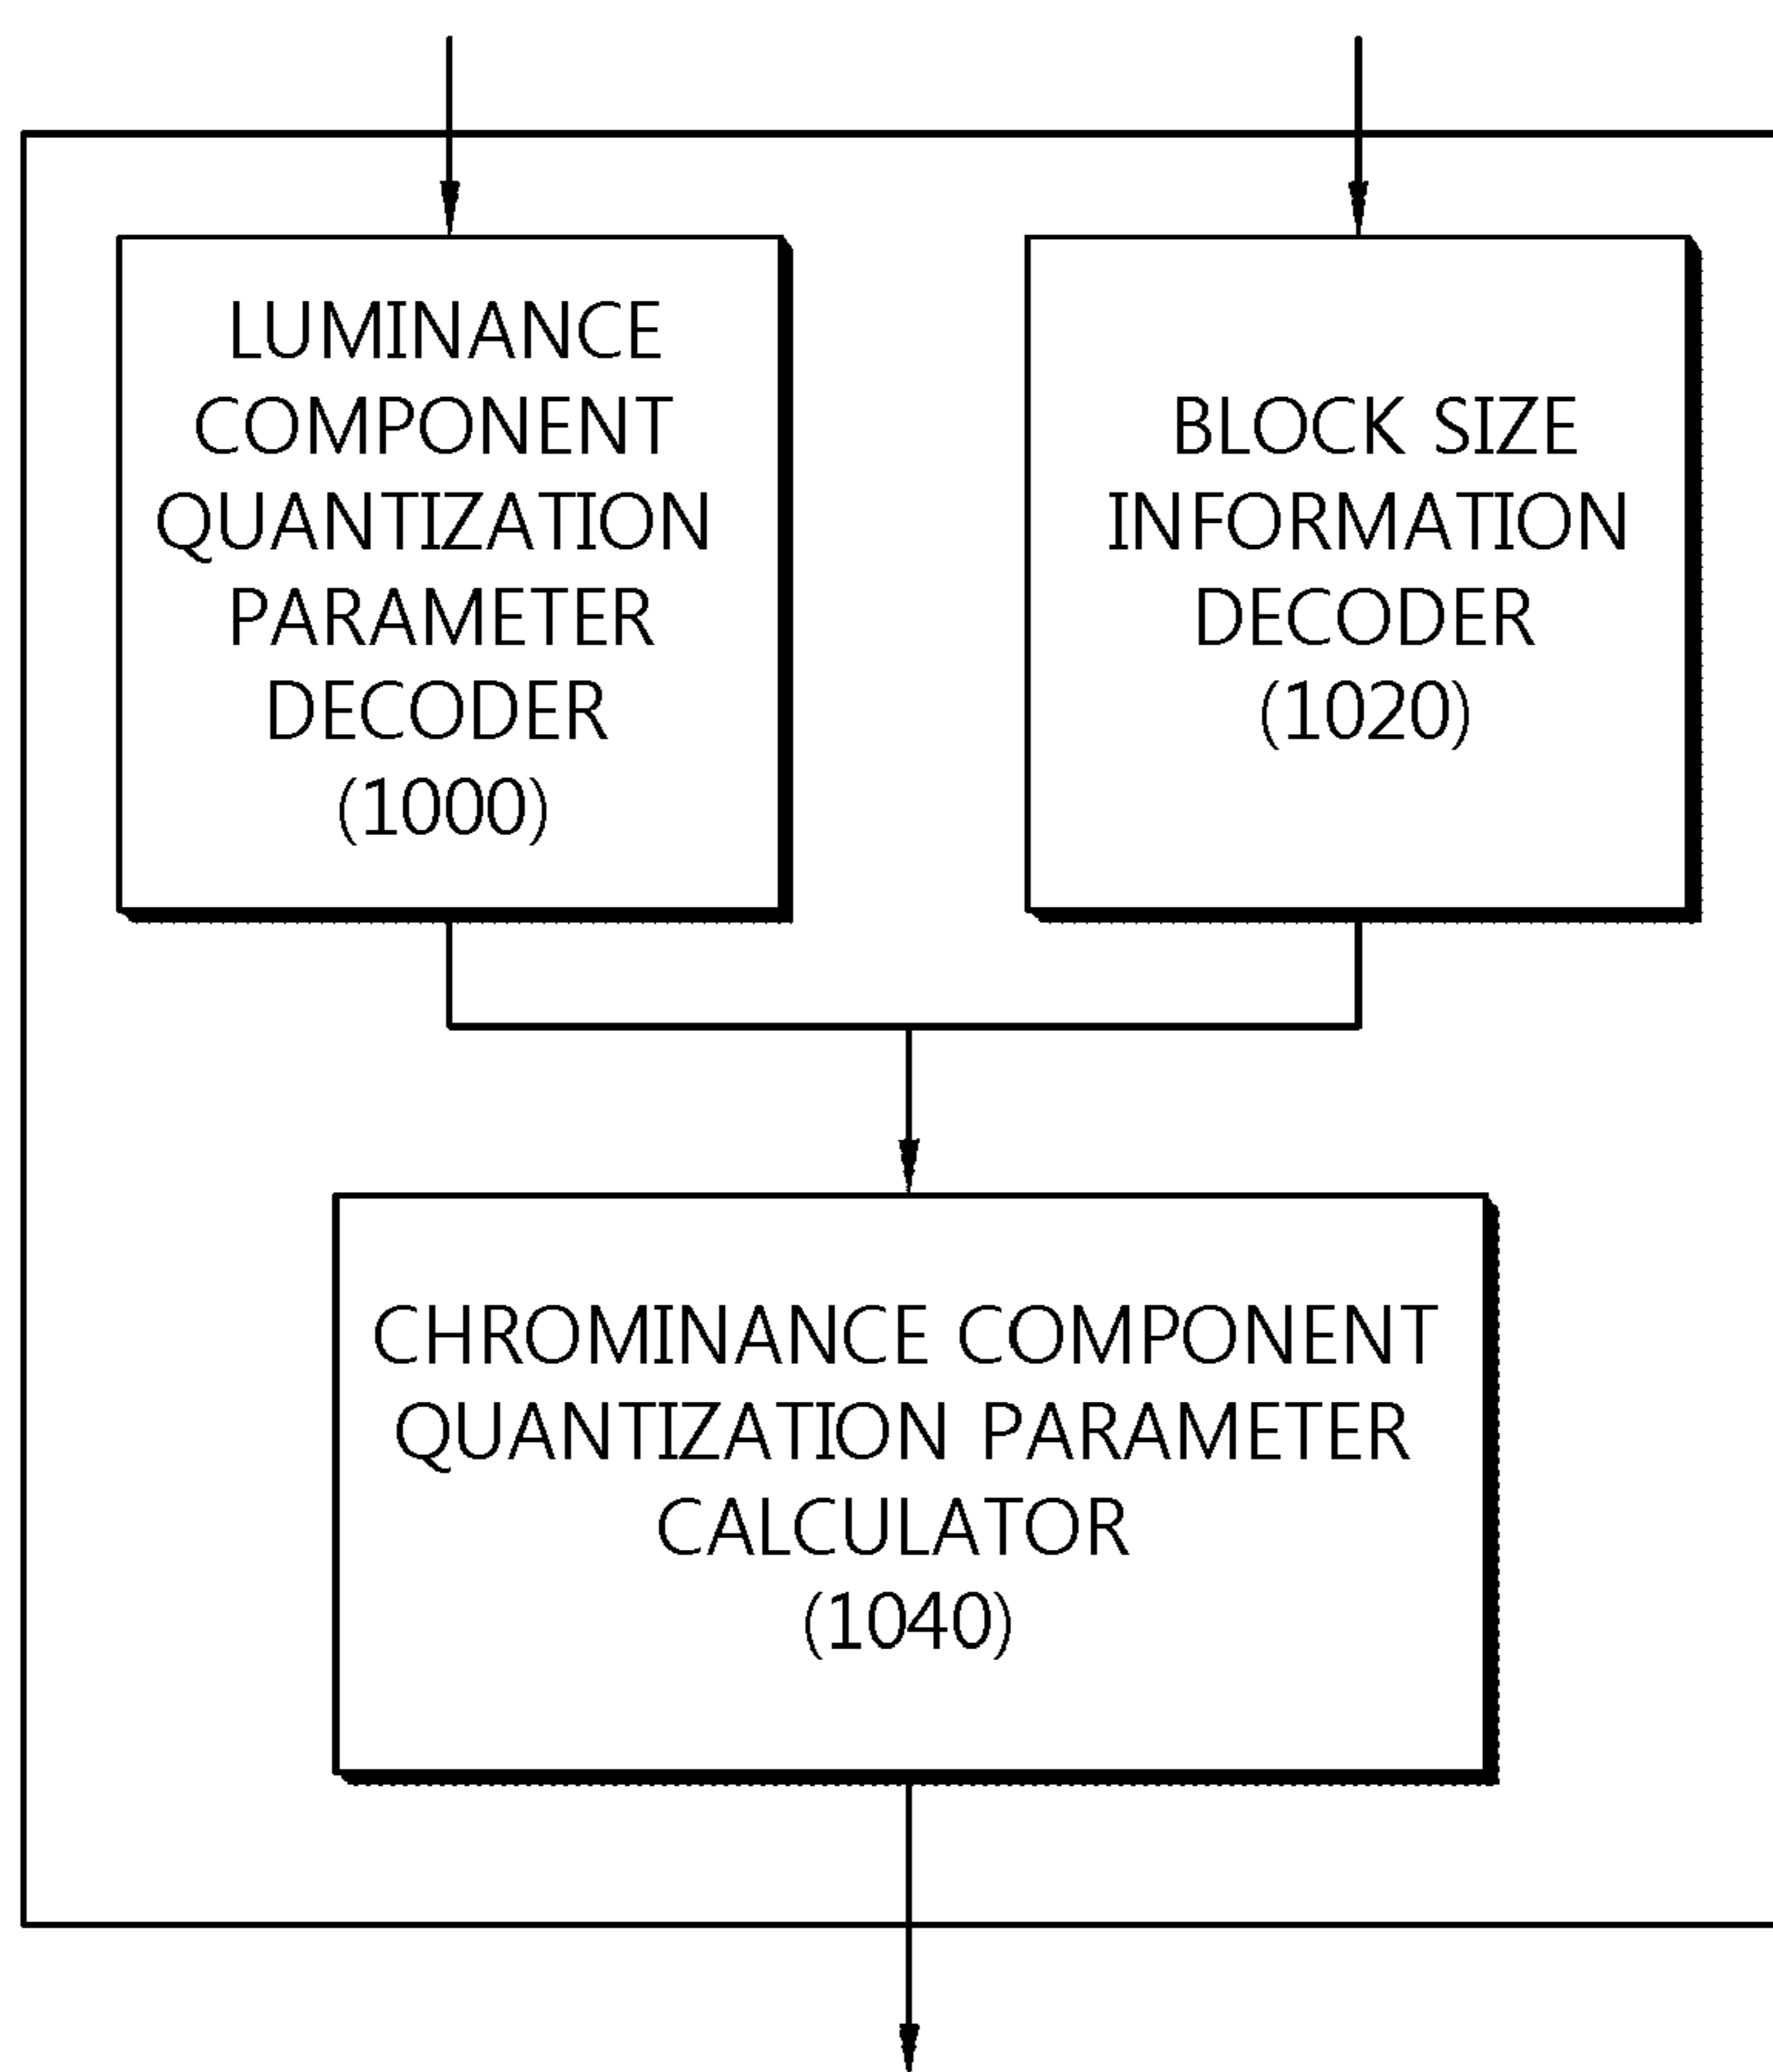 LUMINANCE
COMPONENT
QUANTIZATION
PARAMETER
DECODER
(1000)
BLOCK SIZE
INFORMATION
DECODER
(1020)
CHROMINANCE COMPONENT
QUANTIZATION PARAMETER
CALCULATOR
(1040)